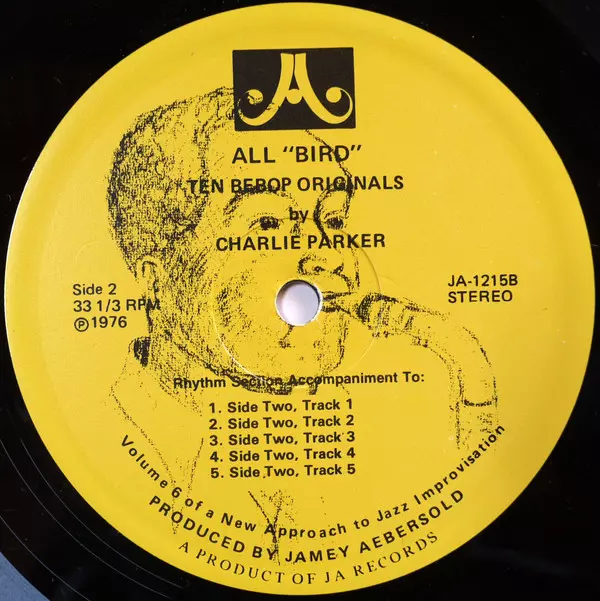 JA
ALL "BIRD"
TEN BEBOP ORIGINALS
by
CHARLIE PARKER
Side 2
33 1/3 RPM
℗1976
JA-1215B
STEREO
Rhythm Section Accompaniment To:
1. Side Two, Track 1
2. Side Two, Track 2
3. Side Two, Track 3
4. Side Two, Track 4
5. Side Two, Track 5
Volume 6 of a New Approach to Jazz Improvisation
PRODUCED BY JAMEY AEBERSOLD
A PRODUCT OF JA RECORDS